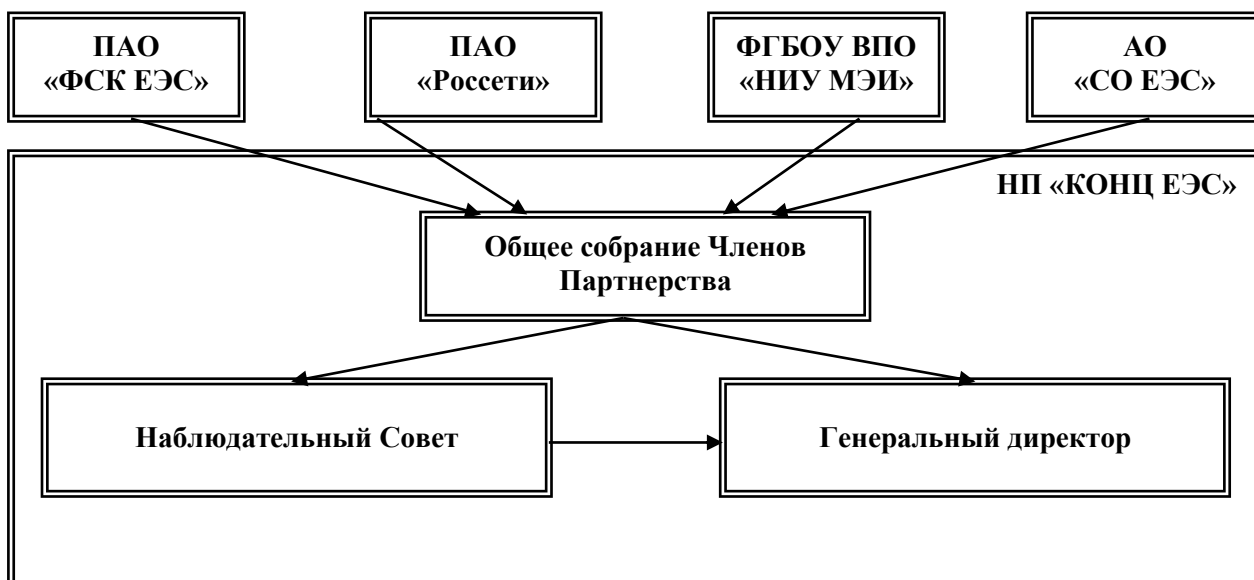 ПАО
«ФСК ЕЭС»
ПАО
«Россети»
ФГБОУ ВПО
«НИУ МЭИ»
АО
«СО ЕЭС»
НП «КОНЦ ЕЭС»
Общее собрание Членов
Партнерства
Наблюдательный Совет
Генеральный директор